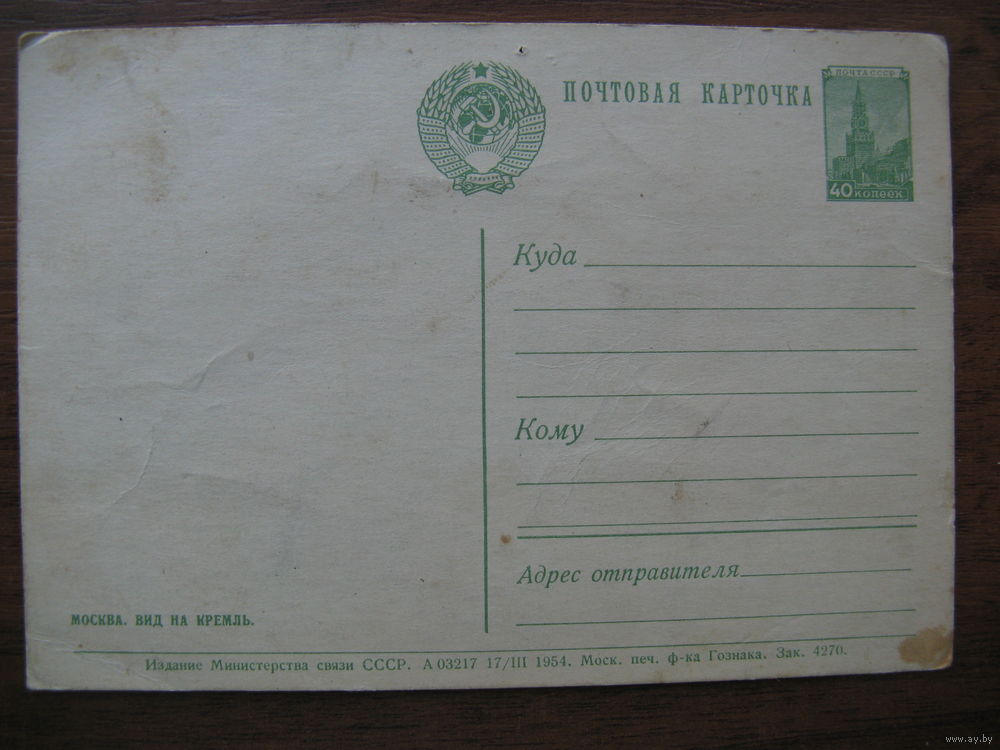 ПОЧТОВАЯ КАРТОЧКА
ПОЧТА СССР
40 копеек
Куда
Кому
Адрес отправителя
МОСКВА. ВИД НА КРЕМЛЬ.
Издание Министерства связи СССР. А 03217 17/III 1954. Моск. печ. ф-ка Гознака. Зак. 4270.
www.ay.by